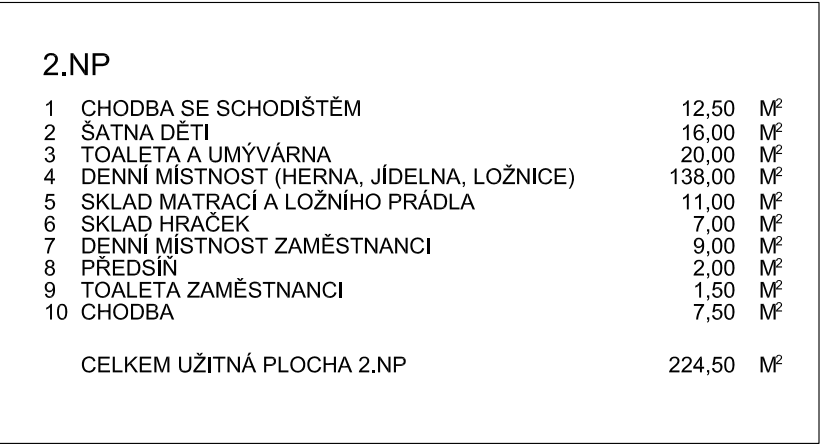 2.NP
1 CHODBA SE SCHODIŠTĚM 12,50 M²
2 ŠATNA DĚTI 16,00 M²
3 TOALETA A UMÝVÁRNA 20,00 M²
4 DENNÍ MÍSTNOST (HERNA, JÍDELNA, LOŽNICE) 138,00 M²
5 SKLAD MATRACÍ A LOŽNÍHO PRÁDLA 11,00 M²
6 SKLAD HRAČEK 7,00 M²
7 DENNÍ MÍSTNOST ZAMĚSTNANCI 9,00 M²
8 PŘEDSÍŇ 2,00 M²
9 TOALETA ZAMĚSTNANCI 1,50 M²
10 CHODBA 7,50 M²
CELKEM UŽITNÁ PLOCHA 2.NP 224,50 M²